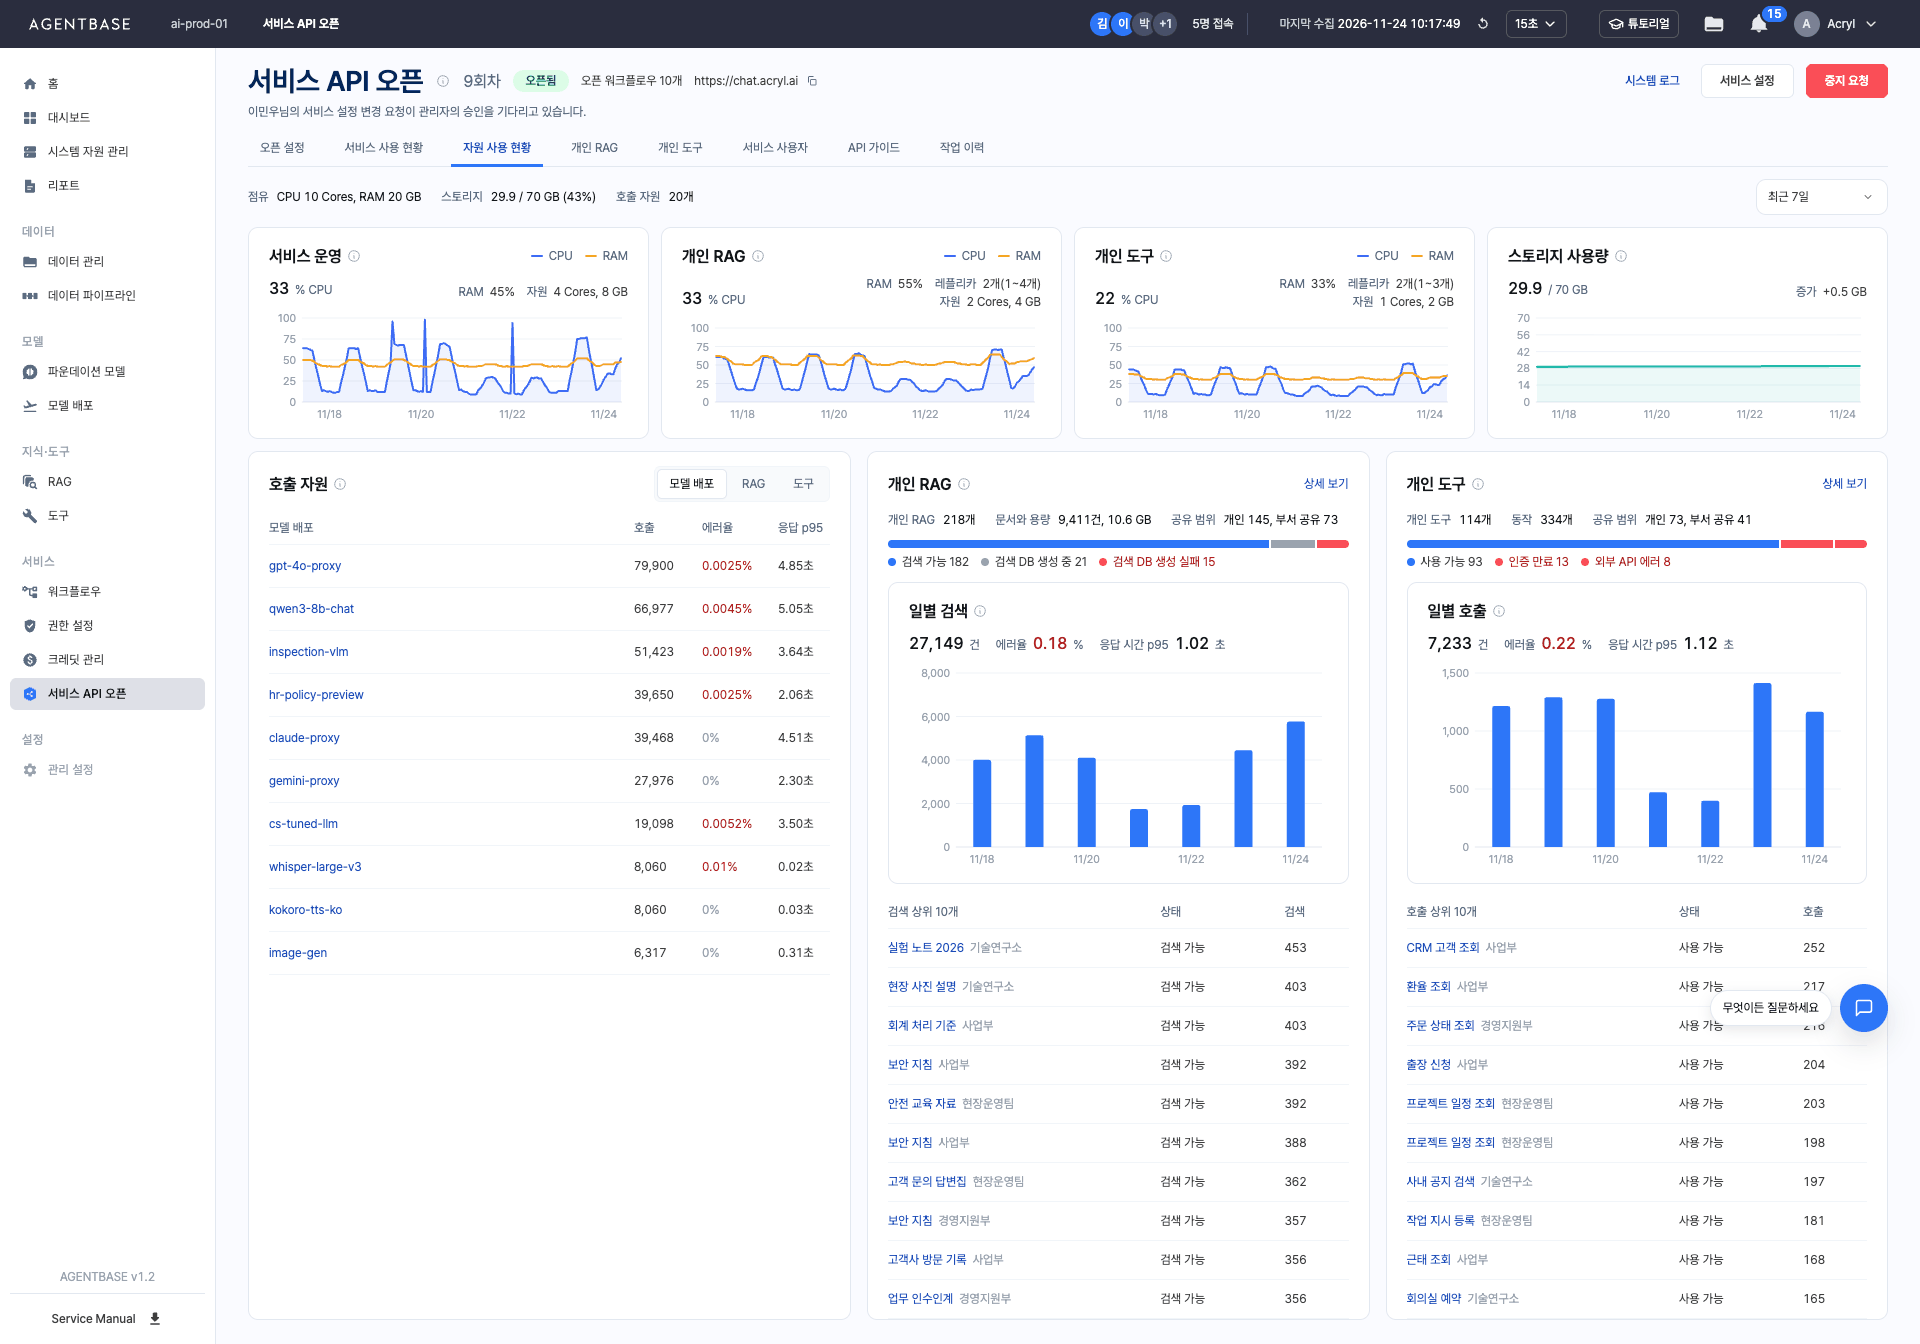 AGENTBASE
ai-prod-01
서비스 API 오픈
김 이 박 +1 5명 접속
마지막 수집 2026-11-24 10:17:49
15초
튜토리얼
15
A Acryl
홈
대시보드
시스템 자원 관리
리포트
데이터
데이터 관리
데이터 파이프라인
모델
파운데이션 모델
모델 배포
지식·도구
RAG
도구
서비스
워크플로우
권한 설정
크레딧 관리
서비스 API 오픈
설정
관리 설정
AGENTBASE v1.2
Service Manual
서비스 API 오픈 9회차 오픈됨 오픈 워크플로우 10개 https://chat.acryl.ai
시스템 로그 서비스 설정 중지 요청
이민우님의 서비스 설정 변경 요청이 관리자의 승인을 기다리고 있습니다.
오픈 설정 서비스 사용 현황 자원 사용 현황 개인 RAG 개인 도구 서비스 사용자 API 가이드 작업 이력
점유 CPU 10 Cores, RAM 20 GB 스토리지 29.9 / 70 GB (43%) 호출 자원 20개
최근 7일
서비스 운영 CPU RAM
33 % CPU RAM 45% 자원 4 Cores, 8 GB
100
75
50
25
0
11/18 11/20 11/22 11/24
개인 RAG CPU RAM
33 % CPU RAM 55% 레플리카 2개(1~4개)
자원 2 Cores, 4 GB
100
75
50
25
0
11/18 11/20 11/22 11/24
개인 도구 CPU RAM
22 % CPU RAM 33% 레플리카 2개(1~3개)
자원 1 Cores, 2 GB
100
75
50
25
0
11/18 11/20 11/22 11/24
스토리지 사용량
29.9 / 70 GB 증가 +0.5 GB
70
56
42
28
14
0
11/18 11/20 11/22 11/24
호출 자원 모델 배포 RAG 도구
모델 배포 호출 에러율 응답 p95
gpt-4o-proxy 79,900 0.0025% 4.85초
qwen3-8b-chat 66,977 0.0045% 5.05초
inspection-vlm 51,423 0.0019% 3.64초
hr-policy-preview 39,650 0.0025% 2.06초
claude-proxy 39,468 0% 4.51초
gemini-proxy 27,976 0% 2.30초
cs-tuned-llm 19,098 0.0052% 3.50초
whisper-large-v3 8,060 0.01% 0.02초
kokoro-tts-ko 8,060 0% 0.03초
image-gen 6,317 0% 0.31초
개인 RAG 상세 보기
개인 RAG 218개 문서와 용량 9,411건, 10.6 GB 공유 범위 개인 145, 부서 공유 73
검색 가능 182 검색 DB 생성 중 21 검색 DB 생성 실패 15
일별 검색
27,149 건 에러율 0.18 % 응답 시간 p95 1.02 초
8,000
6,000
4,000
2,000
0
11/18 11/20 11/22 11/24
검색 상위 10개 상태 검색
실험 노트 2026 기술연구소 검색 가능 453
현장 사진 설명 기술연구소 검색 가능 403
회계 처리 기준 사업부 검색 가능 403
보안 지침 사업부 검색 가능 392
안전 교육 자료 현장운영팀 검색 가능 392
보안 지침 사업부 검색 가능 388
고객 문의 답변집 현장운영팀 검색 가능 362
보안 지침 경영지원부 검색 가능 357
고객사 방문 기록 사업부 검색 가능 356
업무 인수인계 경영지원부 검색 가능 356
개인 도구 상세 보기
개인 도구 114개 동작 334개 공유 범위 개인 73, 부서 공유 41
사용 가능 93 인증 만료 13 외부 API 에러 8
일별 호출
7,233 건 에러율 0.22 % 응답 시간 p95 1.12 초
1,500
1,000
500
0
11/18 11/20 11/22 11/24
호출 상위 10개 상태 호출
CRM 고객 조회 사업부 사용 가능 252
환율 조회 사업부 사용 가능 217
무엇이든 질문하세요
주문 상태 조회 경영지원부 사용 가능 216
출장 신청 사업부 사용 가능 204
프로젝트 일정 조회 현장운영팀 사용 가능 203
프로젝트 일정 조회 현장운영팀 사용 가능 198
사내 공지 검색 기술연구소 사용 가능 197
작업 지시 등록 현장운영팀 사용 가능 181
근태 조회 사업부 사용 가능 168
회의실 예약 기술연구소 사용 가능 165